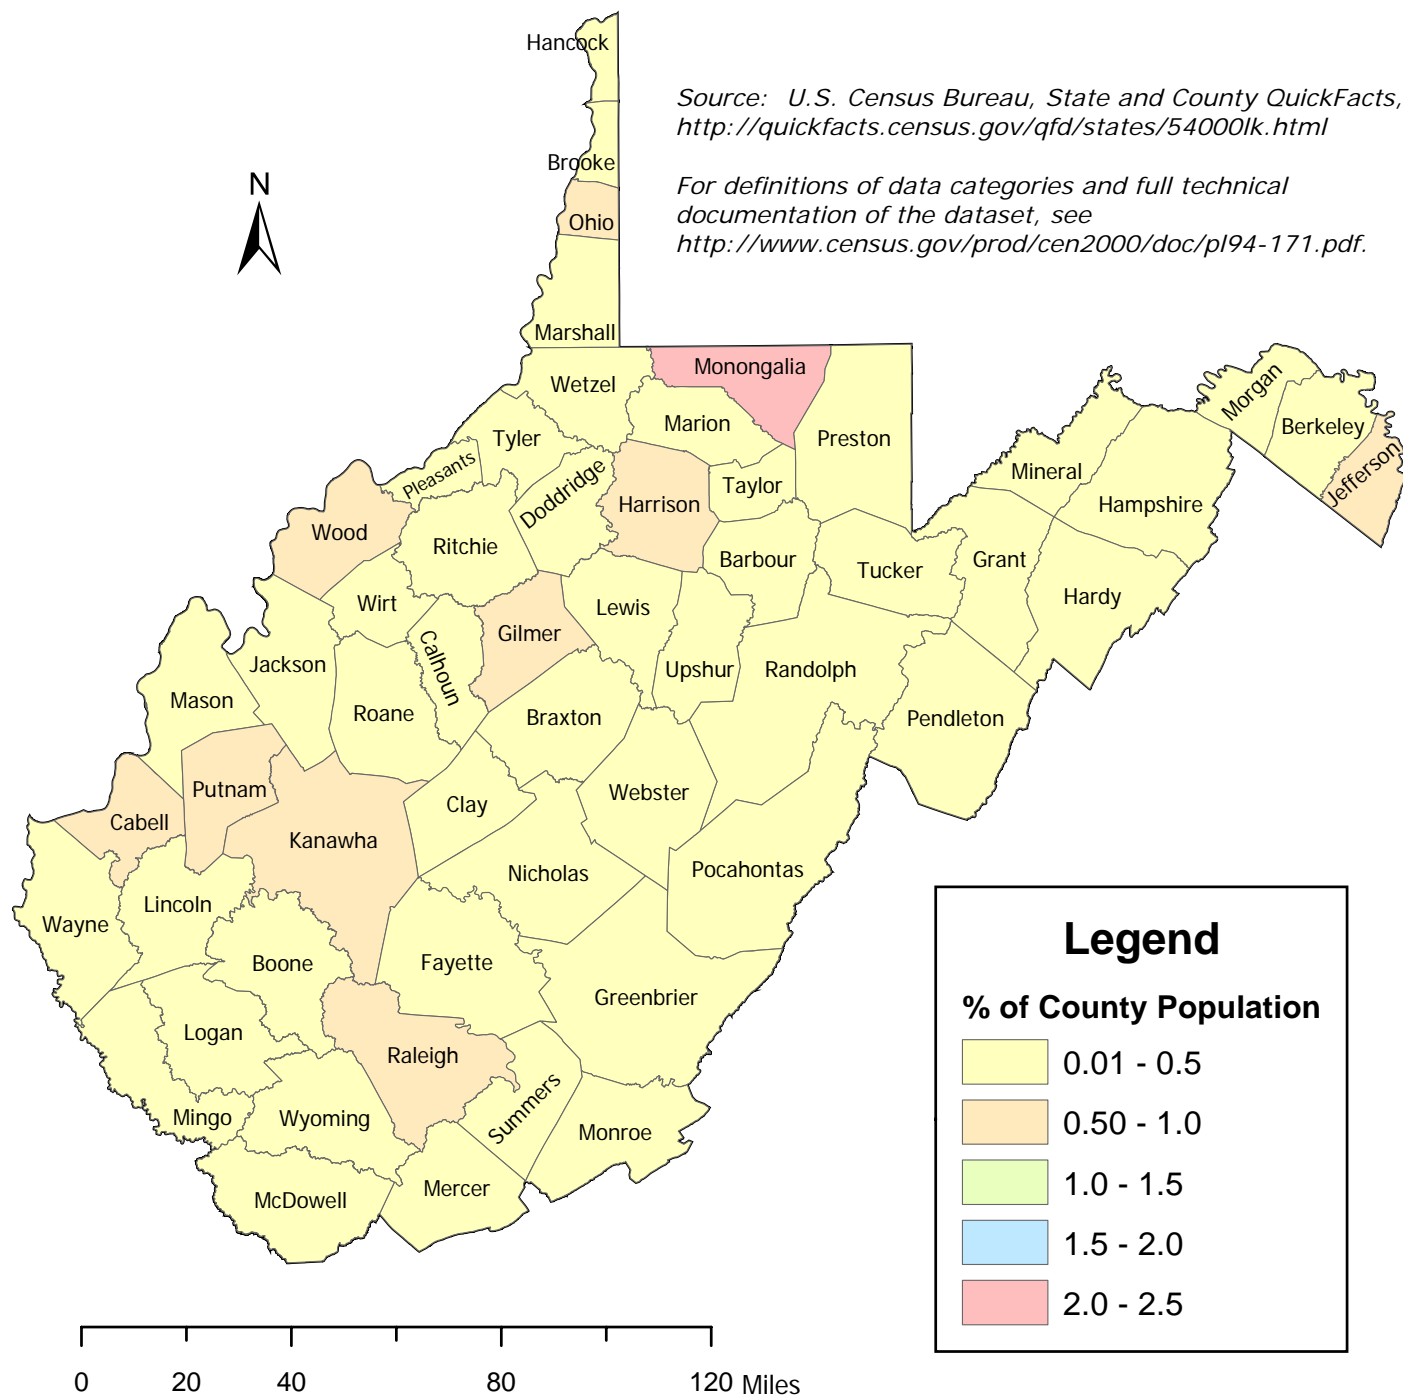 Hancock
Source: U.S. Census Bureau, State and County QuickFacts,
http://quickfacts.census.gov/qfd/states/54000lk.html
Brooke
For definitions of data categories and full technical
documentation of the dataset, see
http://www.census.gov/prod/cen2000/doc/pl94-171.pdf.
N
Ohio
Marshall
Monongalia
Wetzel
Morgan
Marion
Berkeley
Tyler
Preston
Pleasants
Mineral
Jefferson
Doddridge
Taylor
Harrison
Hampshire
Wood
Ritchie
Barbour
Grant
Tucker
Hardy
Wirt
Lewis
Gilmer
Calhoun
Jackson
Upshur
Randolph
Mason
Roane
Braxton
Pendleton
Putnam
Webster
Clay
Cabell
Kanawha
Pocahontas
Nicholas
Lincoln
Wayne
Boone
Fayette
Greenbrier
Logan
Raleigh
Summers
Mingo
Wyoming
Monroe
McDowell
Mercer
Legend
% of County Population
0.01 - 0.5
0.50 - 1.0
1.0 - 1.5
1.5 - 2.0
2.0 - 2.5
0 20 40 80 120 Miles